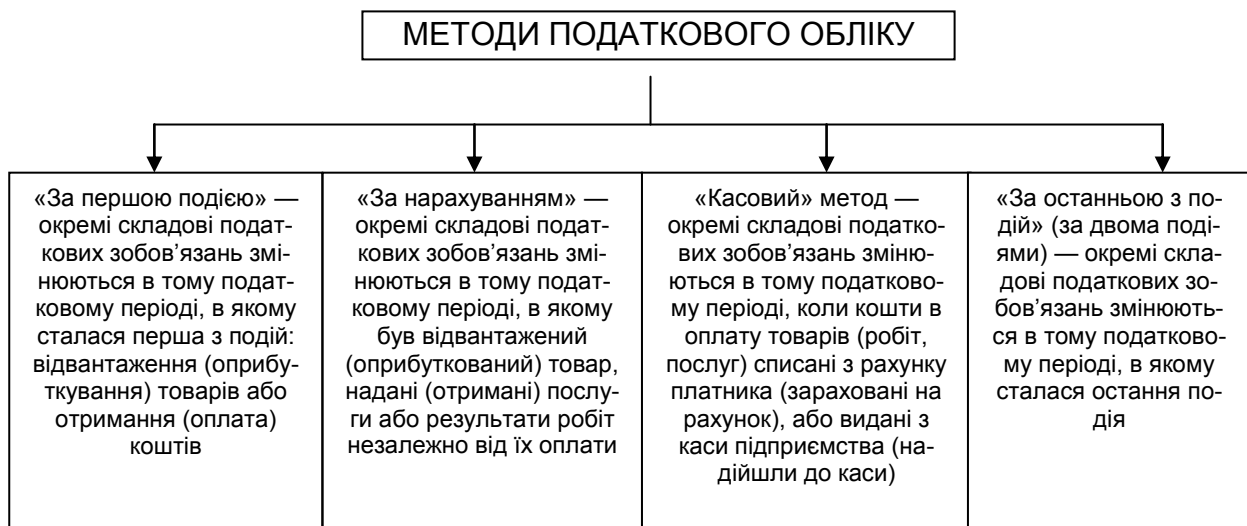 МЕТОДИ ПОДАТКОВОГО ОБЛІКУ
«За першою подією» —
окремі складові подат-
кових зобов’язань змі-
нюються в тому подат-
ковому періоді, в якому
сталася перша з подій:
відвантаження (оприбу-
ткування) товарів або
отримання (оплата)
коштів
«За нарахуванням» —
окремі складові подат-
кових зобов’язань змі-
нюються в тому подат-
ковому періоді, в якому
був відвантажений
(оприбуткований) товар,
надані (отримані) послу-
ги або результати робіт
незалежно від їх оплати
«Касовий» метод —
окремі складові податко-
вих зобов’язань зміню-
ються в тому податково-
му періоді, коли кошти в
оплату товарів (робіт,
послуг) списані з рахунку
платника (зараховані на
рахунок), або видані з
каси підприємства (на-
дійшли до каси)
«За останньою з по-
дій» (за двома поді-
ями) — окремі скла-
дові податкових зо-
бов’язань змінюють-
ся в тому податково-
му періоді, в якому
сталася остання по-
дія